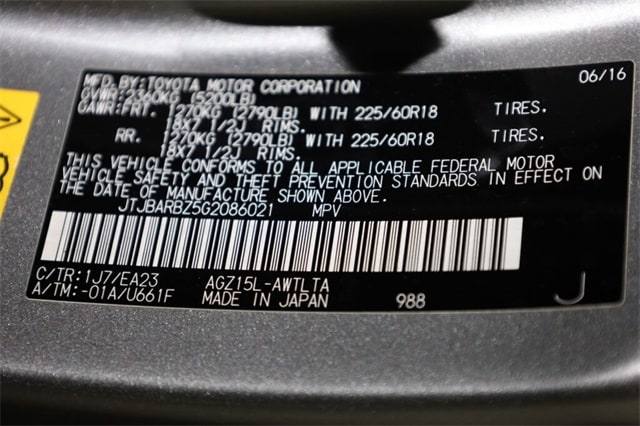 MFD.BY:TOYOTA MOTOR CORPORATION 06/16
GVWR:2360KG (5200LB)
GAWR:FRT. 1270KG (2790LB) WITH 225/60R18 TIRES.
18X7 1/2J RIMS.
RR. 1270KG (2790LB) WITH 225/60R18 TIRES.
18X7 1/2J RIMS.
THIS VEHICLE CONFORMS TO ALL APPLICABLE FEDERAL MOTOR
VEHICLE SAFETY AND THEFT PREVENTION STANDARDS IN EFFECT ON
THE DATE OF MANUFACTURE SHOWN ABOVE.
JTJBARBZ5G2086021 MPV
C/TR:1J7/EA23 AGZ15L-AWTLTA
A/TM:-01A/U661F MADE IN JAPAN 988 J